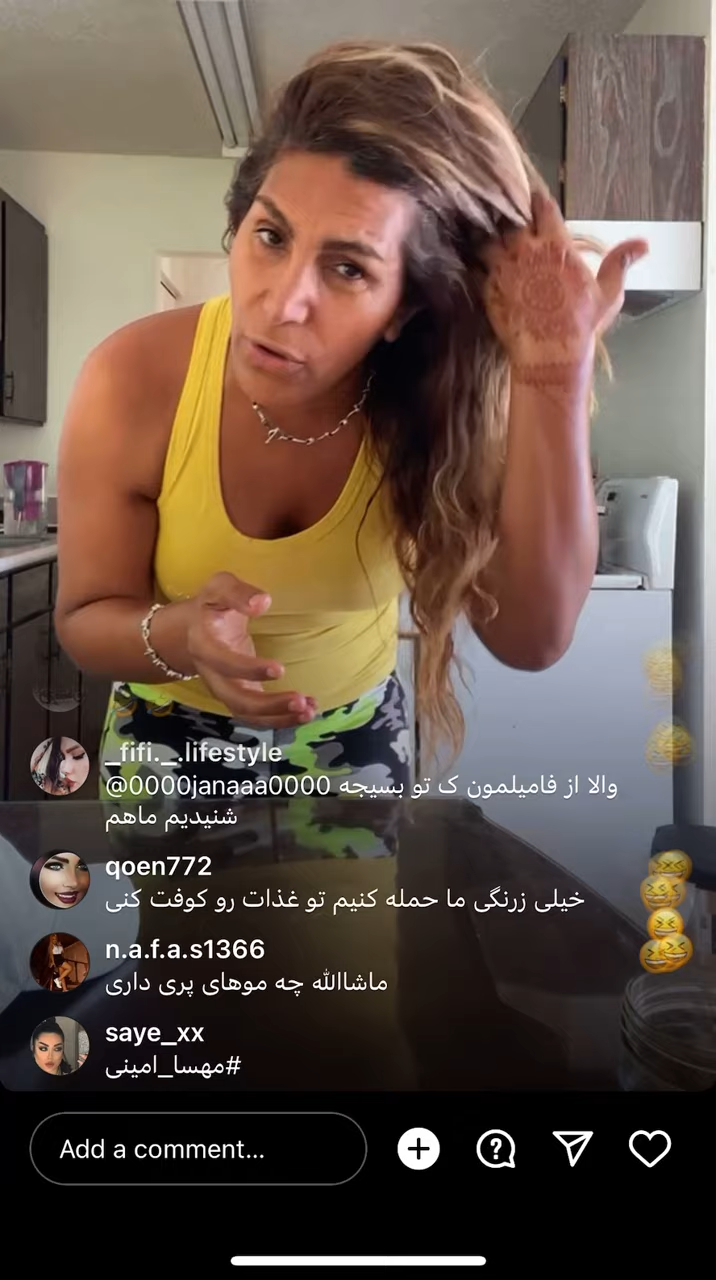 _fifi._.lifestyle
@0000janaaa0000 والا از فامیلمون ک تو بسیجه
شنیدیم ماهم
qoen772
خیلی زرنگی ما حمله کنیم تو غذات رو کوفت کنی
n.a.f.a.s1366
ماشاالله چه موهای پری داری
saye_xx
#مهسا_امینی
Add a comment...